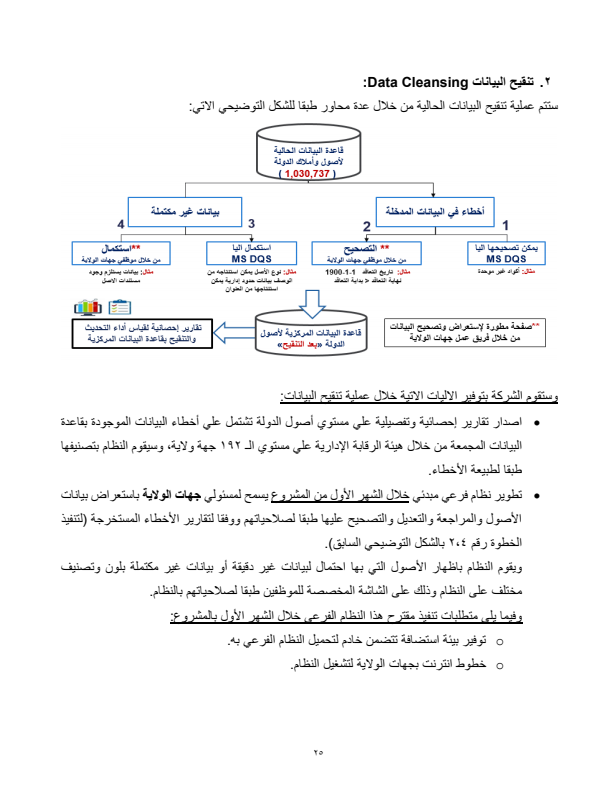 ٢. تنقيح البيانات Data Cleansing:
ستتم عملية تنقيح البيانات الحالية من خلال عدة محاور طبقا للشكل التوضيحي الاتي:
قاعدة البيانات الحالية
لأصول وأملاك الدولة
( 1,030,737 )
أخطاء في البيانات المدخلة
بيانات غير مكتملة
1
2
3
4
يمكن تصحيحها اليا
MS DQS
مثال: أكواد غير موحدة
** التصحيح
من خلال موظفي جهات الولاية
مثال: تاريخ التعاقد 1-1-1900
نهاية التعاقد < بداية التعاقد
استكمال اليا
MS DQS
مثال: نوع الأصل يمكن استنتاجه من
الوصف بيانات حدود إدارية يمكن
استنتاجها من العنوان
**استكمال
من خلال موظفي جهات الولاية
مثال: بيانات يستلزم وجود
مستندات الاصل
**صفحة مطورة لإستعراض وتصحيح البيانات
من خلال فريق عمل جهات الولاية
قاعدة البيانات المركزية لأصول
الدولة «بعد التنقيح»
تقارير إحصائية لقياس أداء التحديث
والتنقيح بقاعدة البيانات المركزية
وستقوم الشركة بتوفير الاليات الاتية خلال عملية تنقيح البيانات:
• اصدار تقارير إحصائية وتفصيلية علي مستوي أصول الدولة تشتمل علي أخطاء البيانات الموجودة بقاعدة
البيانات المجمعة من خلال هيئة الرقابة الإدارية علي مستوي الـ ١٩٢ جهة ولاية، وسيقوم النظام بتصنيفها
طبقا لطبيعة الأخطاء.
• تطوير نظام فرعي مبدئي خلال الشهر الأول من المشروع يسمح لمسئولي جهات الولاية باستعراض بيانات
الأصول والمراجعة والتعديل والتصحيح عليها طبقا لصلاحياتهم ووفقا لتقارير الأخطاء المستخرجة (لتنفيذ
الخطوة رقم ٢،٤ بالشكل التوضيحي السابق).
ويقوم النظام باظهار الأصول التي بها احتمال لبيانات غير دقيقة أو بيانات غير مكتملة بلون وتصنيف
مختلف على النظام وذلك على الشاشة المخصصة للموظفين طبقا لصلاحياتهم بالنظام.
وفيما يلي متطلبات تنفيذ مقترح هذا النظام الفرعي خلال الشهر الأول بالمشروع:
o توفير بيئة استضافة تتضمن خادم لتحميل النظام الفرعي به.
o خطوط انترنت بجهات الولاية لتشغيل النظام.
٢٥